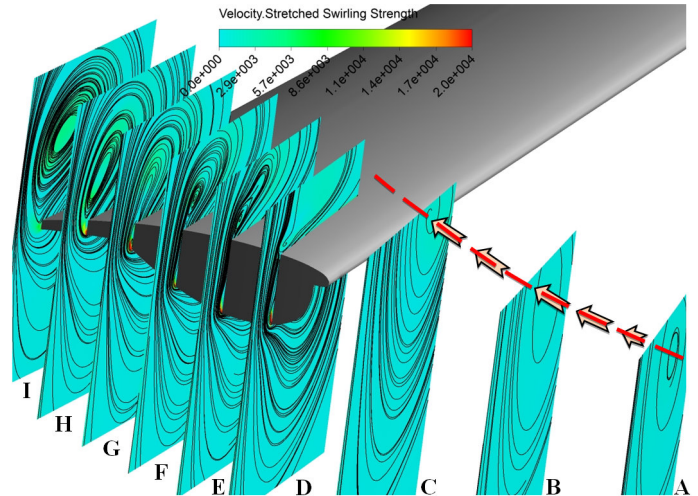 Velocity.Stretched Swirling Strength
0.0e+000
2.9e+003
5.7e+003
8.6e+003
1.1e+004
1.4e+004
1.7e+004
2.0e+004
I
H
G
F
E
D
C
B
A